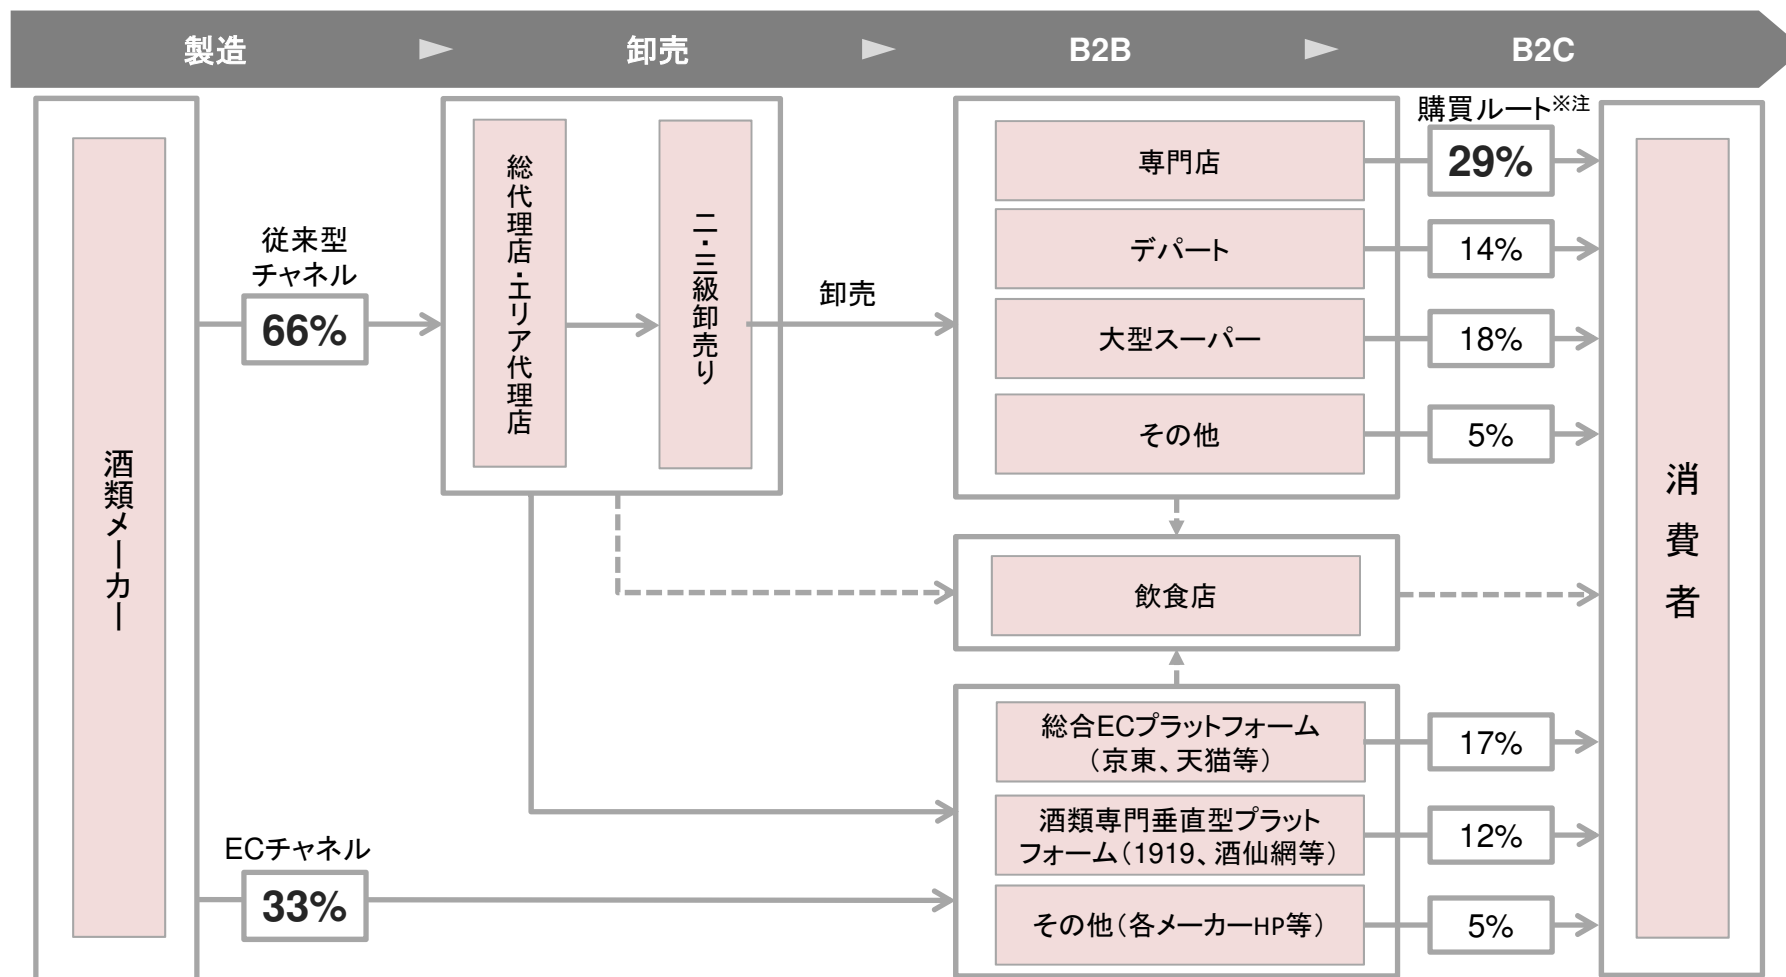 製造
卸売
B2B
B2C
酒類メーカー
従来型
チャネル
66%
ECチャネル
33%
総代理店・エリア代理店
二・三級卸売り
卸売
専門店
デパート
大型スーパー
その他
飲食店
総合ECプラットフォーム
(京東、天猫等)
酒類専門垂直型プラット
フォーム(1919、酒仙網等)
その他(各メーカーHP等)
購買ルート※注
29%
14%
18%
5%
17%
12%
5%
消費者